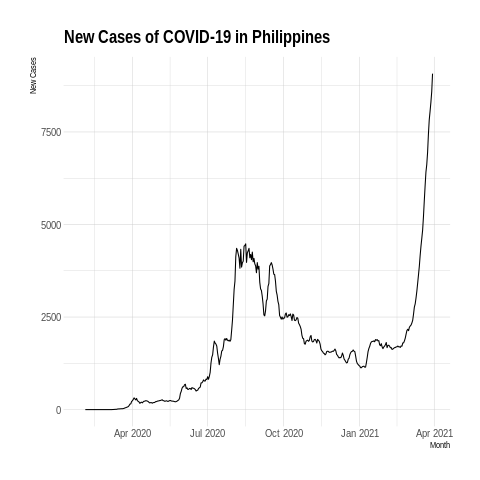 New Cases of COVID-19 in Philippines
New Cases
7500
5000
2500
0
Apr 2020 Jul 2020 Oct 2020 Jan 2021 Apr 2021
Month